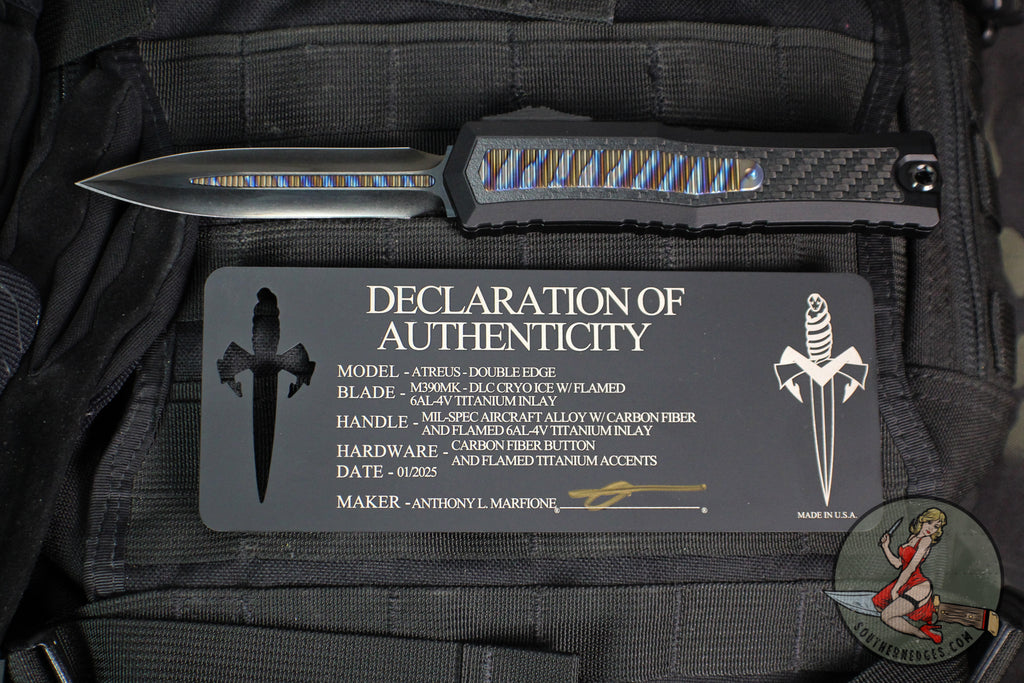 DECLARATION OF
AUTHENTICITY
MODEL - ATREUS - DOUBLE EDGE
BLADE - M390MK - DLC CRYO ICE W/ FLAMED
6AL-4V TITANIUM INLAY
HANDLE - MIL-SPEC AIRCRAFT ALLOY W/ CARBON FIBER
AND FLAMED 6AL-4V TITANIUM INLAY
HARDWARE - CARBON FIBER BUTTON
AND FLAMED TITANIUM ACCENTS
DATE - 01/2025
MAKER - ANTHONY L. MARFIONE® ®
MADE IN U.S.A.
SOUTHERNEDGES.COM